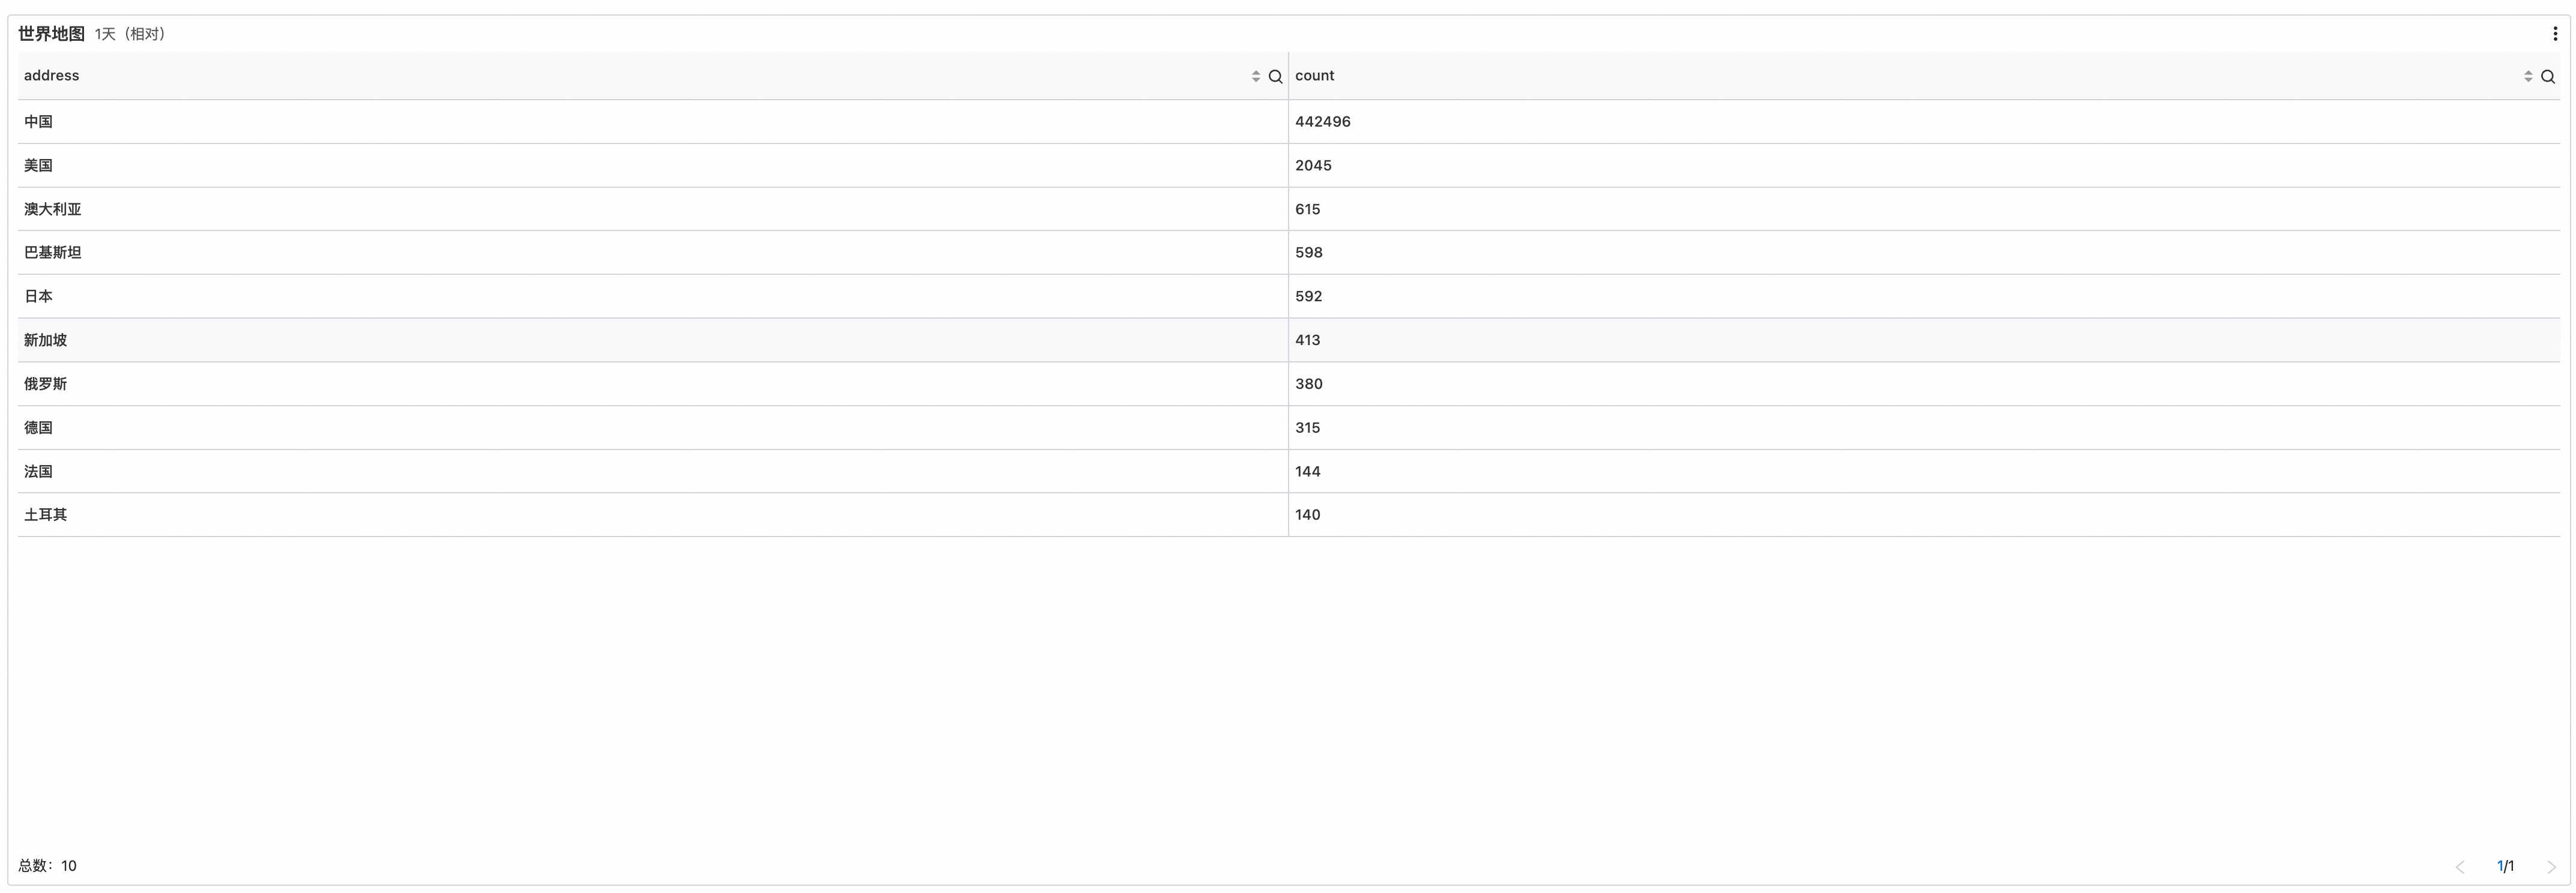 世界地图 1天（相对）
address count
中国 442496
美国 2045
澳大利亚 615
巴基斯坦 598
日本 592
新加坡 413
俄罗斯 380
德国 315
法国 144
土耳其 140
总数：10 1/1